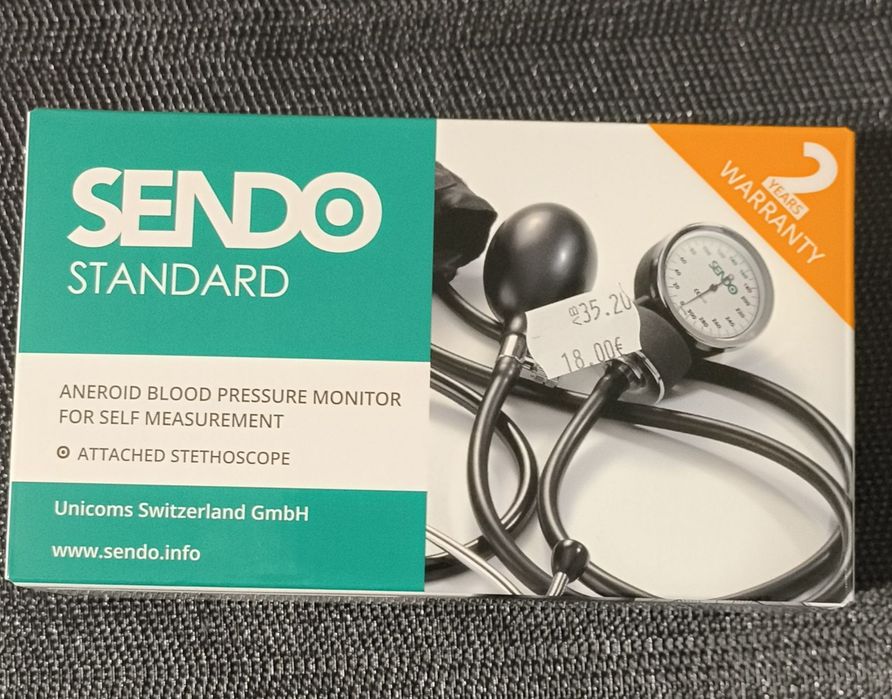 SENDO
STANDARD
ANEROID BLOOD PRESSURE MONITOR
FOR SELF MEASUREMENT
ATTACHED STETHOSCOPE
Unicoms Switzerland GmbH
www.sendo.info
2
YEARS
WARRANTY
SENDO
35.20
18.00€